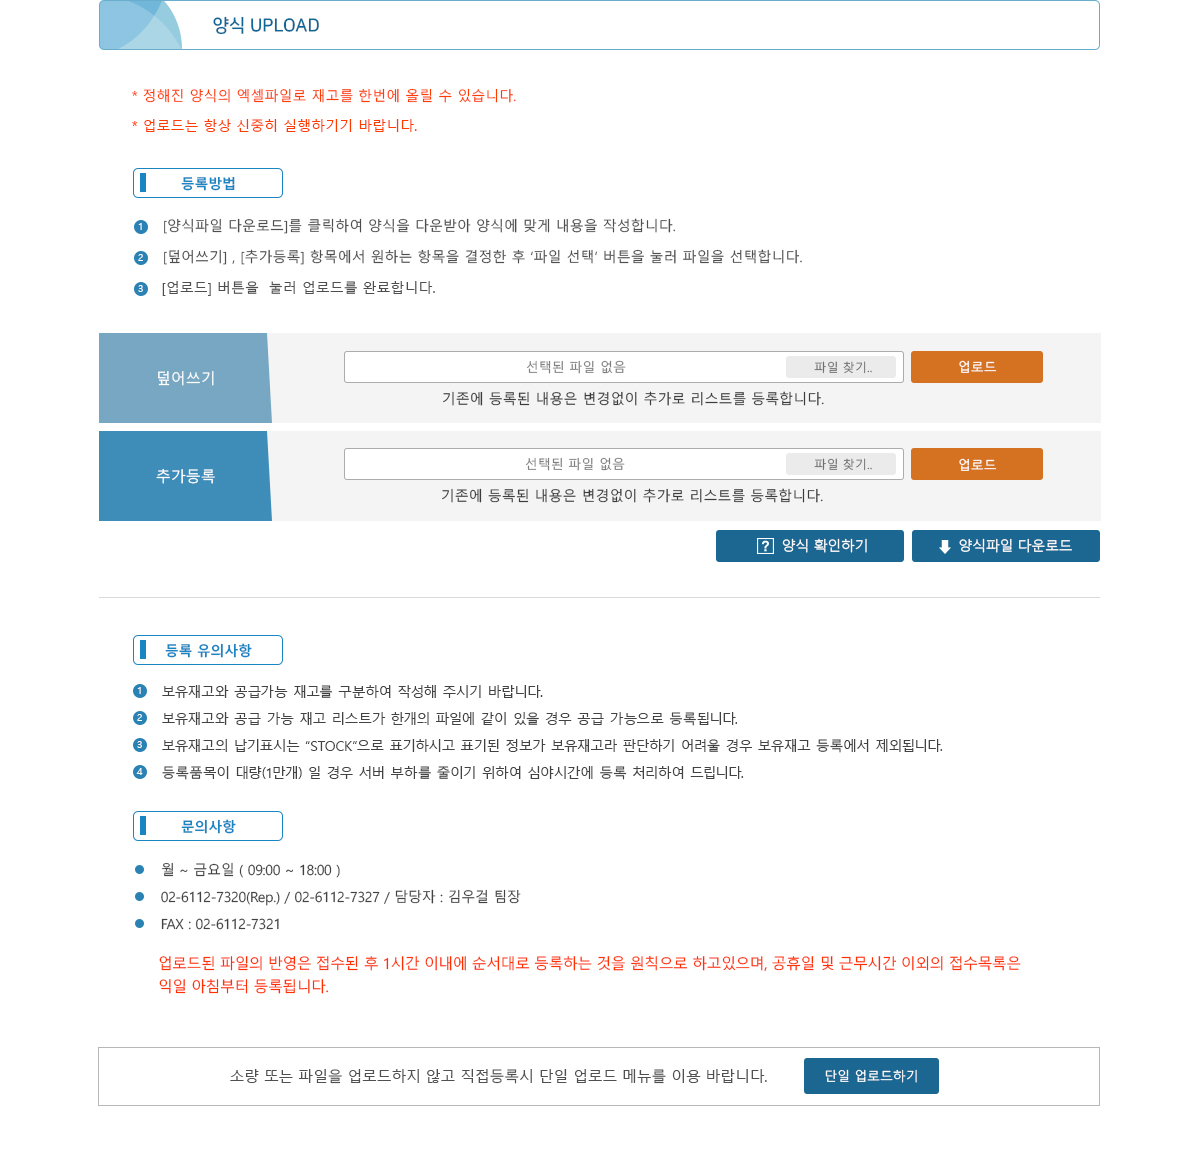 양식 UPLOAD
* 정해진 양식의 엑셀파일로 재고를 한번에 올릴 수 있습니다.
* 업로드는 항상 신중히 실행하기기 바랍니다.
등록방법
1 [양식파일 다운로드]를 클릭하여 양식을 다운받아 양식에 맞게 내용을 작성합니다.
2 [덮어쓰기] , [추가등록] 항목에서 원하는 항목을 결정한 후 '파일 선택' 버튼을 눌러 파일을 선택합니다.
3 [업로드] 버튼을 눌러 업로드를 완료합니다.
덮어쓰기
선택된 파일 없음 파일 찾기.. 업로드
기존에 등록된 내용은 변경없이 추가로 리스트를 등록합니다.
추가등록
선택된 파일 없음 파일 찾기.. 업로드
기존에 등록된 내용은 변경없이 추가로 리스트를 등록합니다.
? 양식 확인하기 양식파일 다운로드
등록 유의사항
1 보유재고와 공급가능 재고를 구분하여 작성해 주시기 바랍니다.
2 보유재고와 공급 가능 재고 리스트가 한개의 파일에 같이 있을 경우 공급 가능으로 등록됩니다.
3 보유재고의 납기표시는 "STOCK"으로 표기하시고 표기된 정보가 보유재고라 판단하기 어려울 경우 보유재고 등록에서 제외됩니다.
4 등록품목이 대량(1만개) 일 경우 서버 부하를 줄이기 위하여 심야시간에 등록 처리하여 드립니다.
문의사항
월 ~ 금요일 ( 09:00 ~ 18:00 )
02-6112-7320(Rep.) / 02-6112-7327 / 담당자 : 김우걸 팀장
FAX : 02-6112-7321
업로드된 파일의 반영은 접수된 후 1시간 이내에 순서대로 등록하는 것을 원칙으로 하고있으며, 공휴일 및 근무시간 이외의 접수목록은
익일 아침부터 등록됩니다.
소량 또는 파일을 업로드하지 않고 직접등록시 단일 업로드 메뉴를 이용 바랍니다. 단일 업로드하기